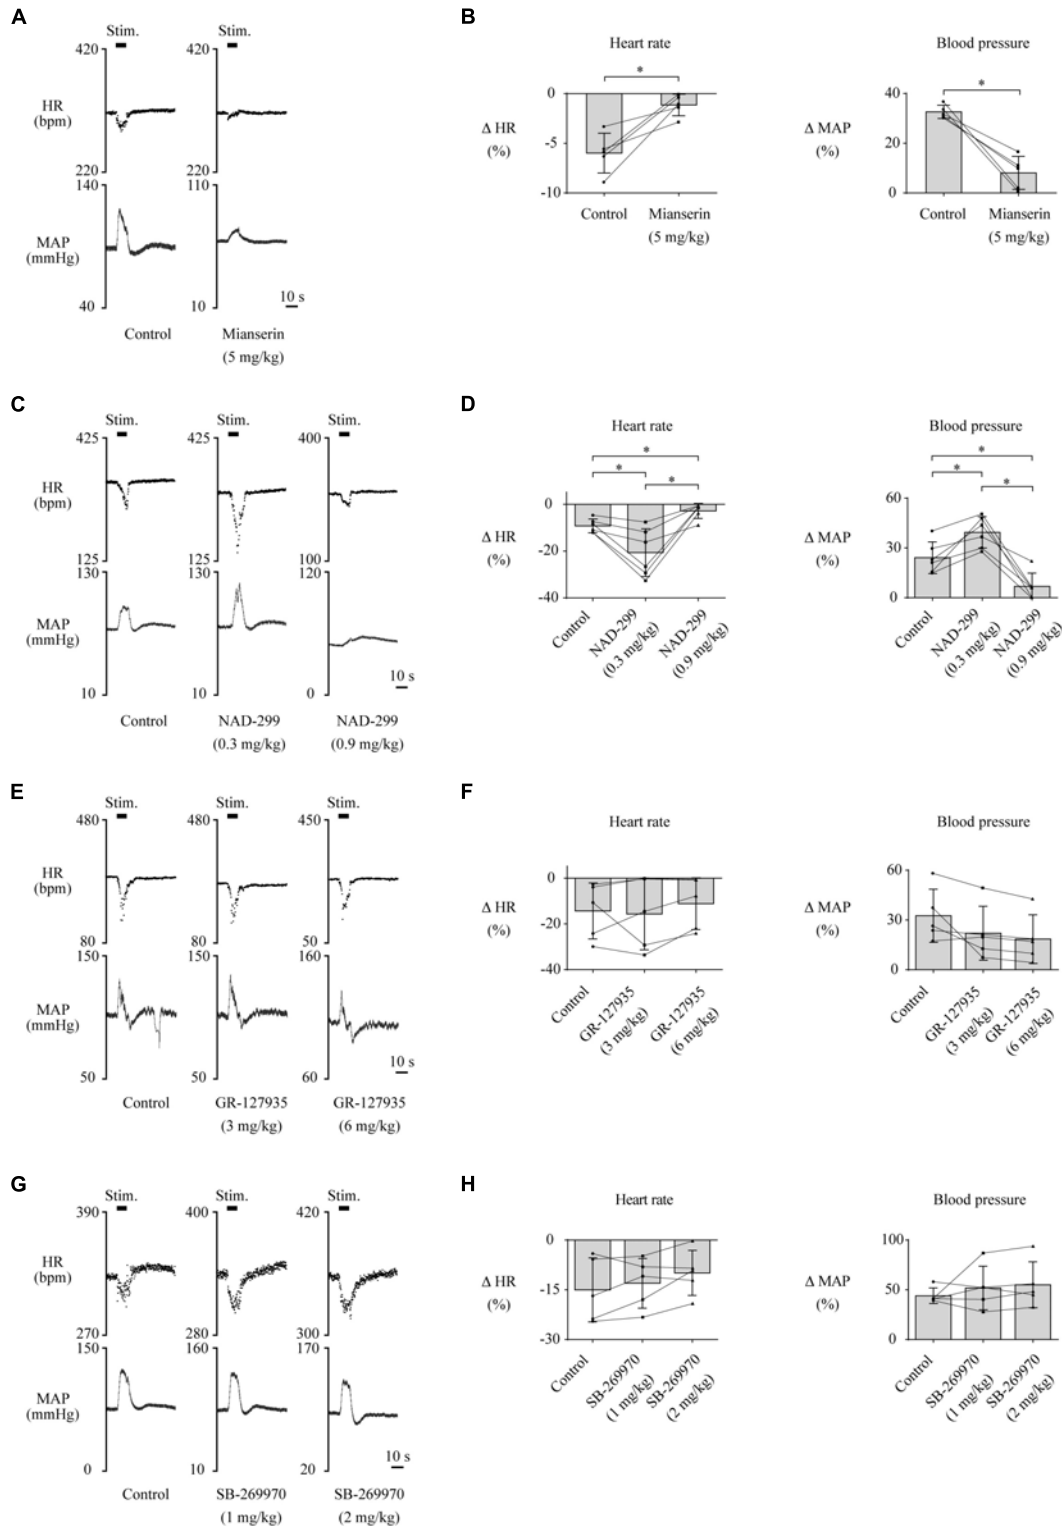 A
Stim.
Stim.
420
420
HR
(bpm)
220
220
140
110
MAP
(mmHg)
40
10
10 s
Control
Mianserin
(5 mg/kg)
B
Heart rate
*
0
Δ HR
-5
(%)
-10
Control
Mianserin
(5 mg/kg)
Blood pressure
*
40
Δ MAP
20
(%)
0
Control
Mianserin
(5 mg/kg)
C
Stim.
Stim.
Stim.
425
425
400
HR
(bpm)
125
125
100
130
130
120
MAP
(mmHg)
10 s
10
10
0
Control
NAD-299
(0.3 mg/kg)
NAD-299
(0.9 mg/kg)
D
Heart rate
*
*
*
0
Δ HR
-20
(%)
-40
Control
NAD-299
(0.3 mg/kg)
NAD-299
(0.9 mg/kg)
Blood pressure
*
*
*
60
Δ MAP
30
(%)
0
Control
NAD-299
(0.3 mg/kg)
NAD-299
(0.9 mg/kg)
E
Stim.
Stim.
Stim.
480
480
450
HR
(bpm)
80
80
50
150
150
160
MAP
(mmHg)
10 s
50
50
60
Control
GR-127935
(3 mg/kg)
GR-127935
(6 mg/kg)
F
Heart rate
0
Δ HR
-20
(%)
-40
Control
GR-127935
(3 mg/kg)
GR-127935
(6 mg/kg)
Blood pressure
60
Δ MAP
30
(%)
0
Control
GR-127935
(3 mg/kg)
GR-127935
(6 mg/kg)
G
Stim.
Stim.
Stim.
390
400
420
HR
(bpm)
270
280
300
150
160
170
MAP
(mmHg)
10 s
0
10
20
Control
SB-269970
(1 mg/kg)
SB-269970
(2 mg/kg)
H
Heart rate
0
Δ HR
-15
(%)
-30
Control
SB-269970
(1 mg/kg)
SB-269970
(2 mg/kg)
Blood pressure
100
Δ MAP
50
(%)
0
Control
SB-269970
(1 mg/kg)
SB-269970
(2 mg/kg)